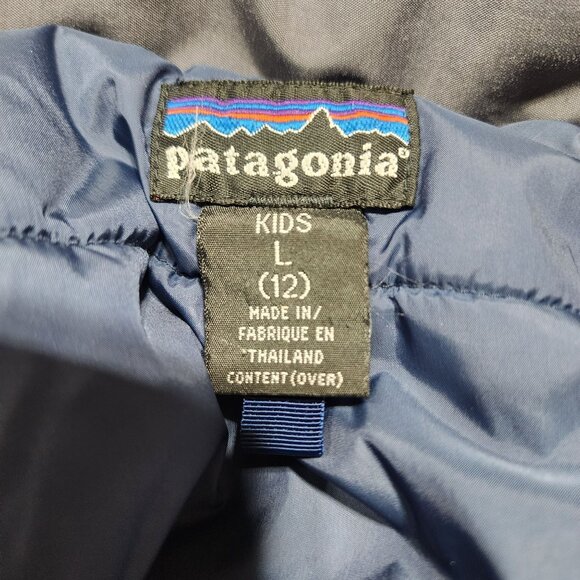 patagonia®
KIDS
L
(12)
MADE IN/
FABRIQUE EN
THAILAND
CONTENT (OVER)